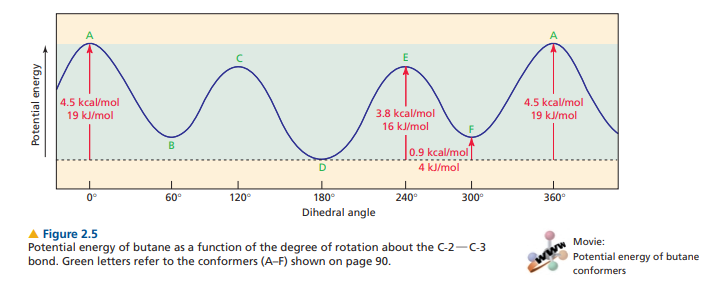 A
A
C
E
4.5 kcal/mol
19 kJ/mol
3.8 kcal/mol
16 kJ/mol
4.5 kcal/mol
19 kJ/mol
B
F
0.9 kcal/mol
D
4 kJ/mol
Potential energy
0° 60° 120° 180° 240° 300° 360°
Dihedral angle
▲ Figure 2.5
Potential energy of butane as a function of the degree of rotation about the C-2—C-3
bond. Green letters refer to the conformers (A–F) shown on page 90.
WWW
Movie:
Potential energy of butane
conformers